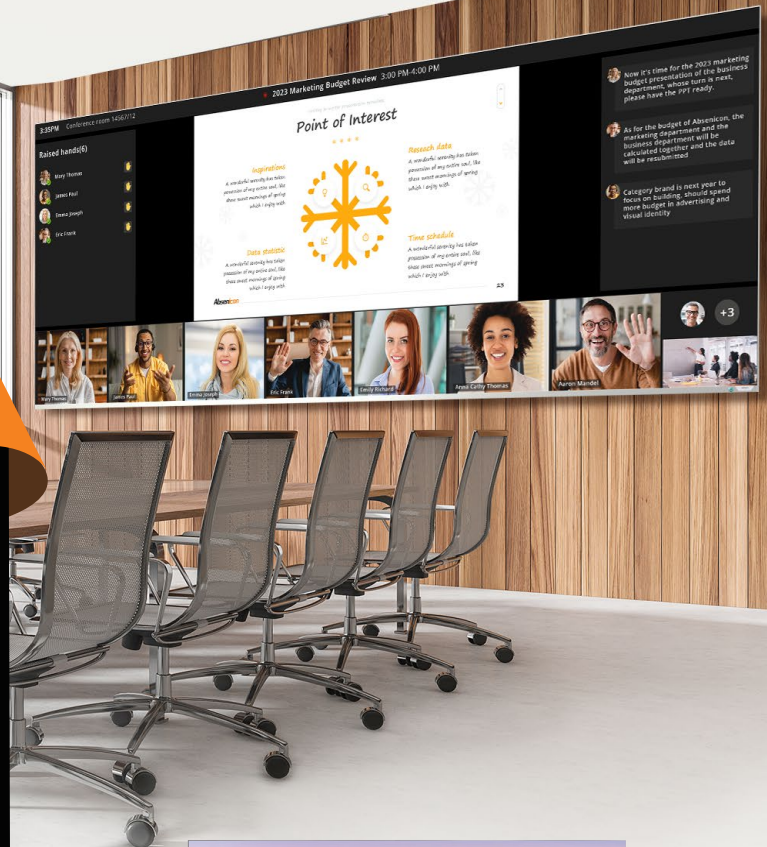 2023 Marketing Budget Review 3:00 PM-4:00 PM
3:35PM Conference room 14567/12
Raised hands(6)
Mary Thomas
James Paul
Emma Joseph
Eric Frank
Point of Interest
Inspirations
A wonderful serenity has taken
possession of my entire soul, like
these sweet mornings of spring
which I enjoy with
Reseach data
A wonderful serenity has taken
possession of my entire soul, like
these sweet mornings of spring
which I enjoy with
Data statistic
A wonderful serenity has taken
possession of my entire soul, like
these sweet mornings of spring
which I enjoy with
Time schedule
A wonderful serenity has taken
possession of my entire soul, like
these sweet mornings of spring
which I enjoy with
Absenicon
23
Now it's time for the 2023 marketing
budget presentation of the business
department, whose turn is next,
please have the PPT ready.
As for the budget of Absenicon, the
marketing department and the
business department will be
calculated together and the data
will be resubmitted
Category brand is next year to
focus on building, should spend
more budget in advertising and
visual identity
Mary Thomas
James Paul
Emma Joseph
Eric Frank
Emily Richard
Anna Cathy Thomas
Aaron Mandel
+3